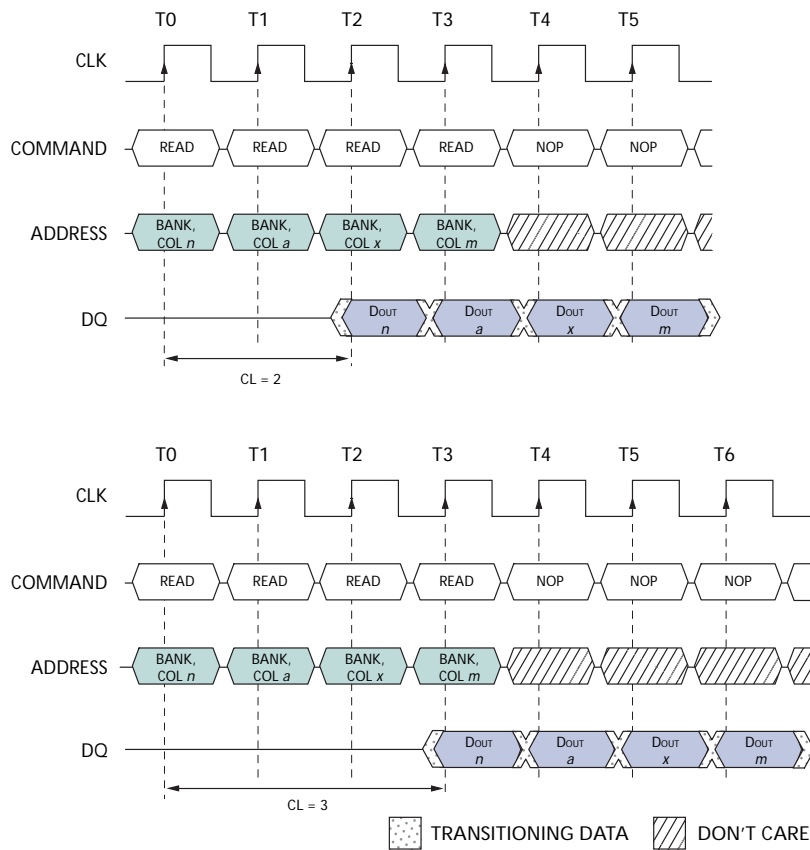 T0 T1 T2 T3 T4 T5
CLK
COMMAND READ READ READ READ NOP NOP
ADDRESS BANK, COL n BANK, COL a BANK, COL x BANK, COL m
DQ DOUT n DOUT a DOUT x DOUT m
CL = 2
T0 T1 T2 T3 T4 T5 T6
CLK
COMMAND READ READ READ READ NOP NOP NOP
ADDRESS BANK, COL n BANK, COL a BANK, COL x BANK, COL m
DQ DOUT n DOUT a DOUT x DOUT m
CL = 3
TRANSITIONING DATA DON'T CARE